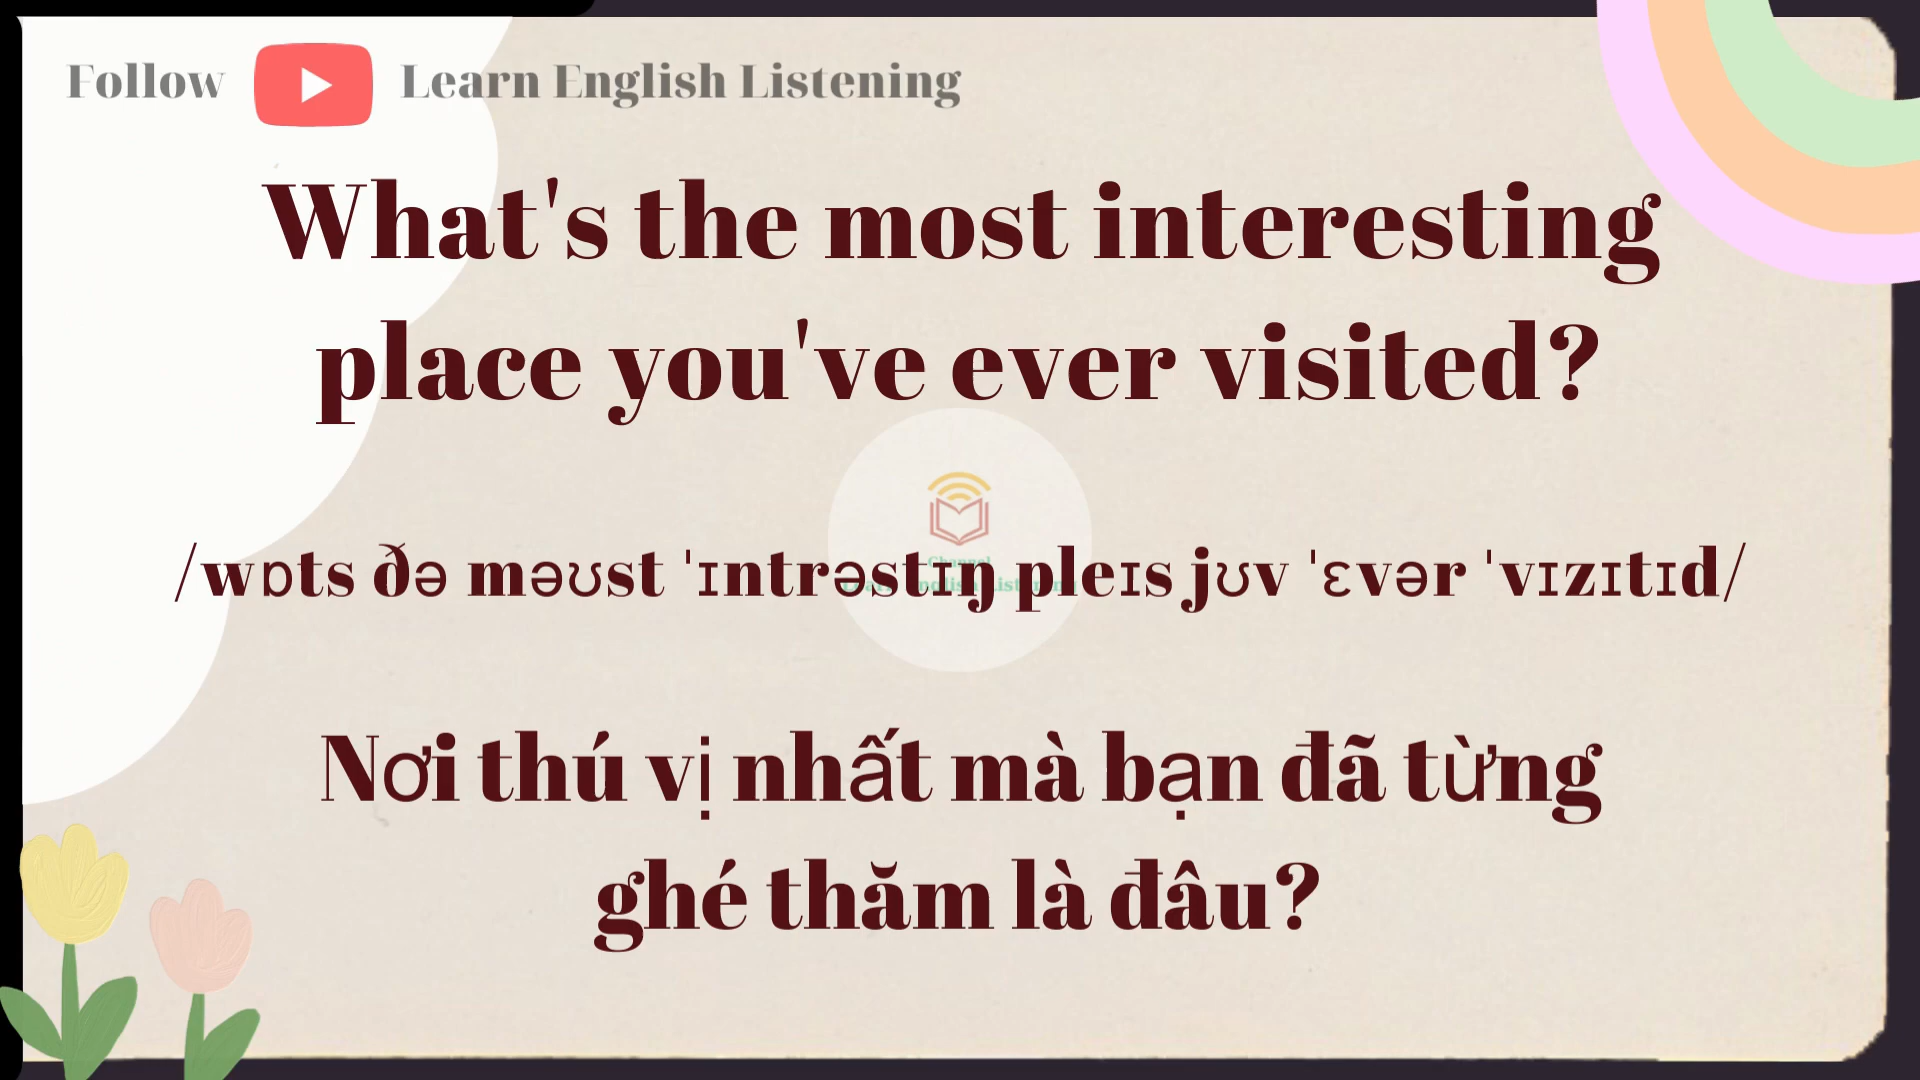 Follow Learn English Listening
What's the most interesting
place you've ever visited?
/wɒts ðə məʊst ˈɪntrəstɪŋ pleɪs jʊv ˈɛvər ˈvɪzɪtɪd/
Nơi thú vị nhất mà bạn đã từng
ghé thăm là đâu?